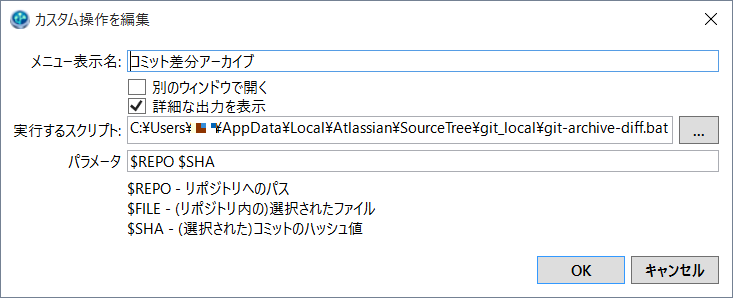 カスタム操作を編集
メニュー表示名: コミット差分アーカイブ
別のウィンドウで開く
詳細な出力を表示
実行するスクリプト: C:¥Users¥ ¥AppData¥Local¥Atlassian¥SourceTree¥git_local¥git-archive-diff.bat ...
パラメータ $REPO $SHA
$REPO - リポジトリへのパス
$FILE - (リポジトリ内の)選択されたファイル
$SHA - (選択された)コミットのハッシュ値
OK キャンセル